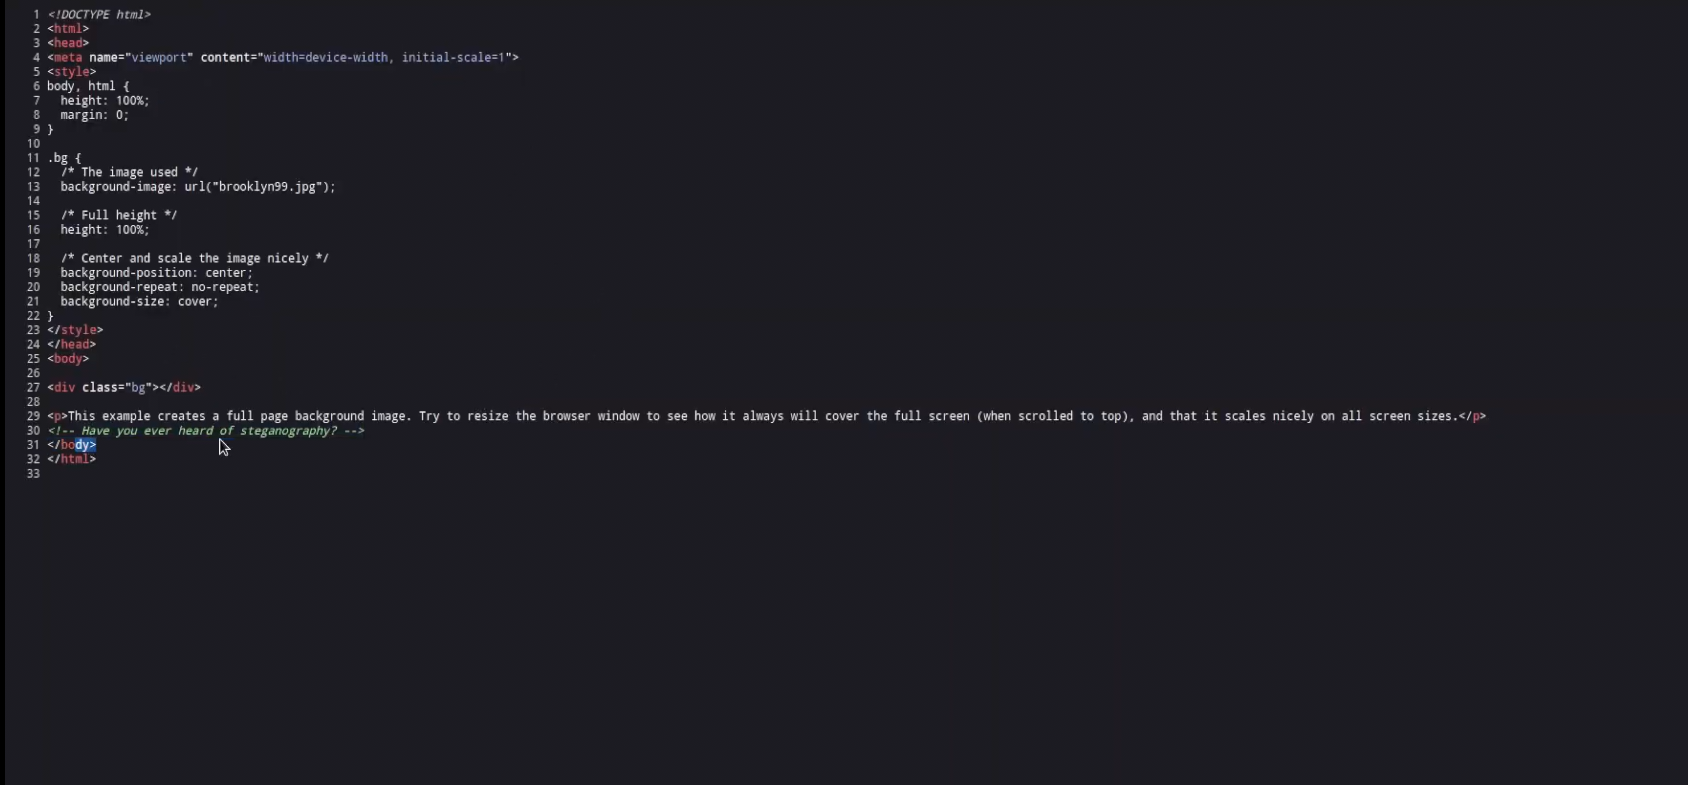 1 <!DOCTYPE html>
2 <html>
3 <head>
4 <meta name="viewport" content="width=device-width, initial-scale=1">
5 <style>
6 body, html {
7   height: 100%;
8   margin: 0;
9 }
10
11 .bg {
12   /* The image used */
13   background-image: url("brooklyn99.jpg");
14
15   /* Full height */
16   height: 100%;
17
18   /* Center and scale the image nicely */
19   background-position: center;
20   background-repeat: no-repeat;
21   background-size: cover;
22 }
23 </style>
24 </head>
25 <body>
26
27 <div class="bg"></div>
28
29 <p>This example creates a full page background image. Try to resize the browser window to see how it always will cover the full screen (when scrolled to top), and that it scales nicely on all screen sizes.</p>
30 <!-- Have you ever heard of steganography? -->
31 </body>
32 </html>
33